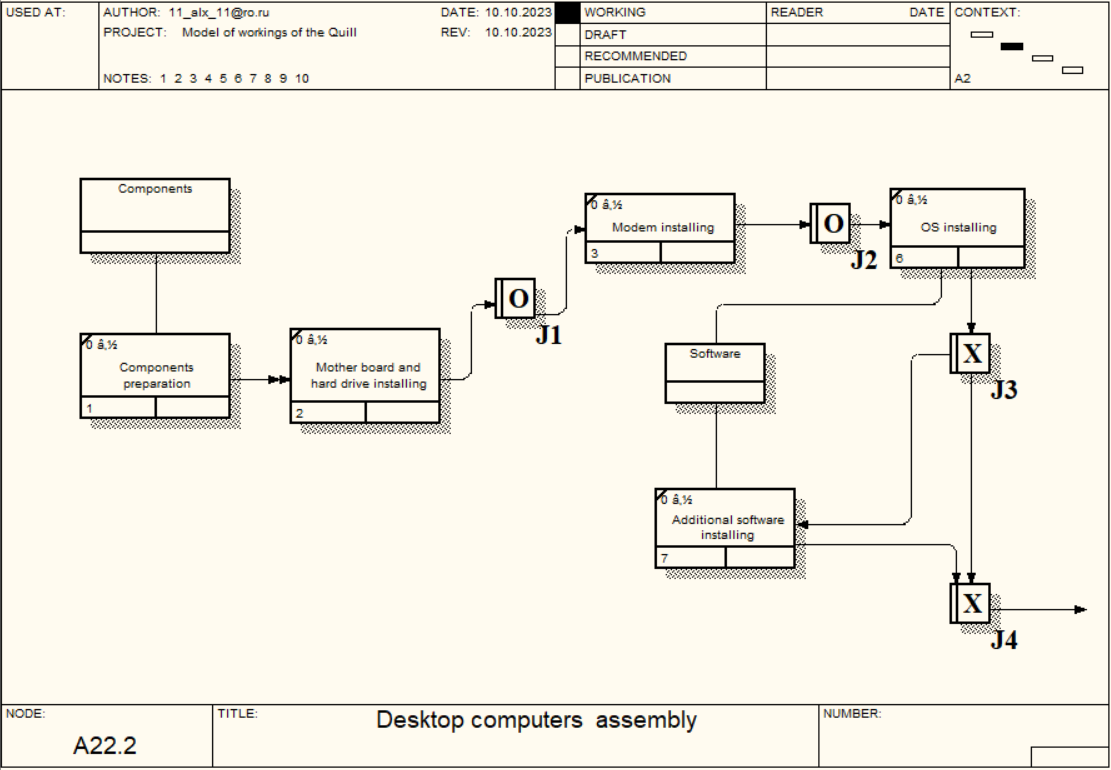 USED AT:
AUTHOR: 11_alx_11@ro.ru
DATE: 10.10.2023
PROJECT: Model of workings of the Quill
REV: 10.10.2023
NOTES: 1 2 3 4 5 6 7 8 9 10
WORKING
DRAFT
RECOMMENDED
PUBLICATION
READER
DATE
CONTEXT:
A2
Components
0 â‚½
Components
preparation
1
0 â‚½
Mother board and
hard drive installing
2
O
J1
0 â‚½
Modem installing
3
O
J2
0 â‚½
OS installing
6
Software
X
J3
0 â‚½
Additional software
installing
7
X
J4
NODE:
A22.2
TITLE:
Desktop computers assembly
NUMBER: